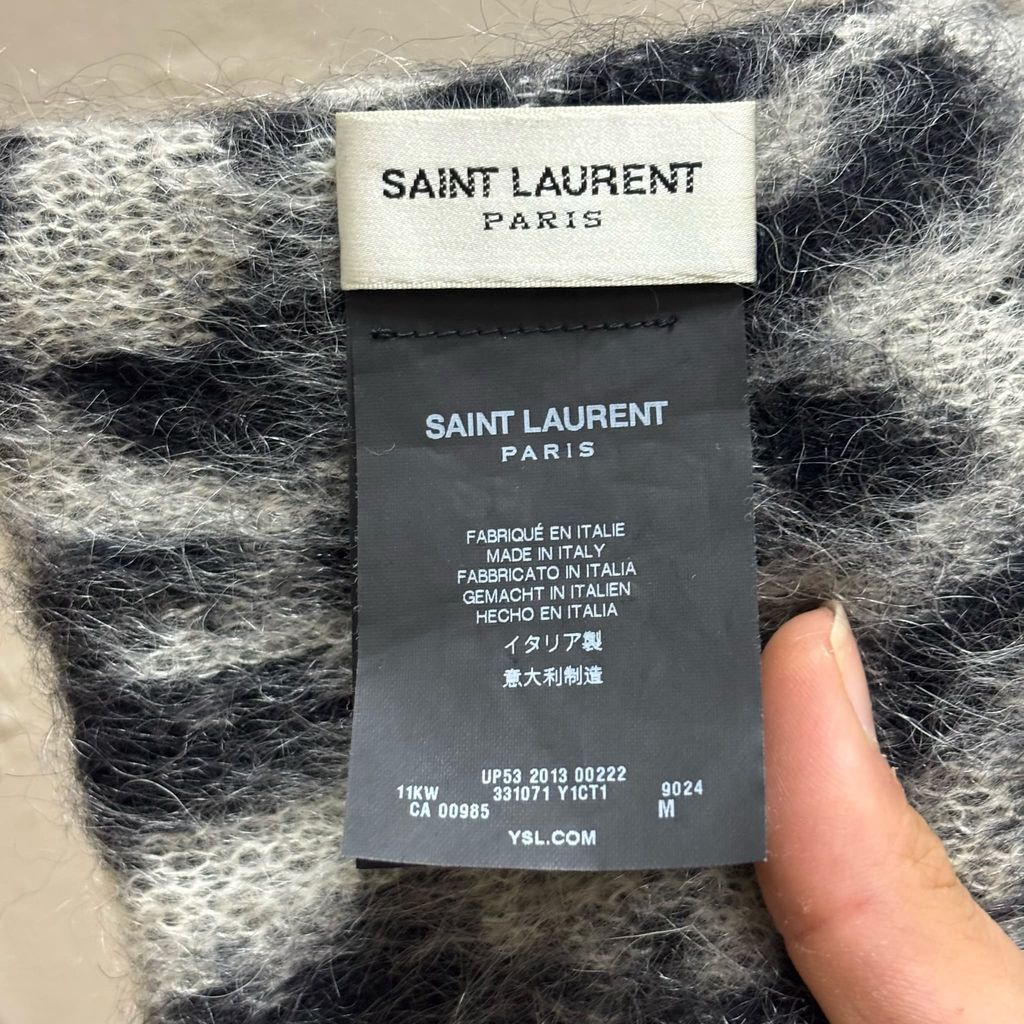 SAINT LAURENT
PARIS
SAINT LAURENT
PARIS
FABRIQUÉ EN ITALIE
MADE IN ITALY
FABBRICATO IN ITALIA
GEMACHT IN ITALIEN
HECHO EN ITALIA
イタリア製
意大利制造
UP53 2013 00222
11KW 331071 Y1CT1 9024
CA 00985 M
YSL.COM